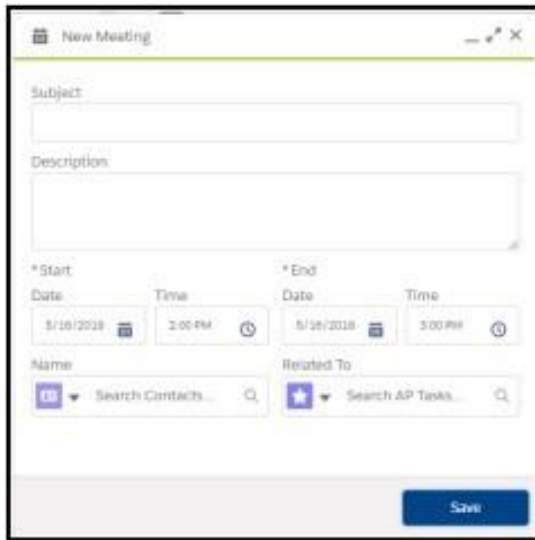 New Meeting
Subject
Description
*Start *End
Date Time Date Time
5/16/2018 2:00 PM 5/16/2018 3:00 PM
Name Related To
Search Contacts... Search AP Tasks...
Save